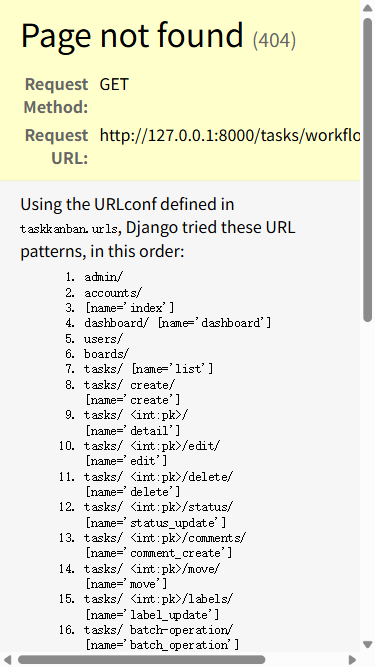 Page not found (404)
Request GET
Method:
Request http://127.0.0.1:8000/tasks/workflo
URL:
Using the URLconf defined in
taskkanban.urls, Django tried these URL
patterns, in this order:
1. admin/
2. accounts/
3. [name='index']
4. dashboard/ [name='dashboard']
5. users/
6. boards/
7. tasks/ [name='list']
8. tasks/ create/
[name='create']
9. tasks/ <int:pk>/
[name='detail']
10. tasks/ <int:pk>/edit/
[name='edit']
11. tasks/ <int:pk>/delete/
[name='delete']
12. tasks/ <int:pk>/status/
[name='status_update']
13. tasks/ <int:pk>/comments/
[name='comment_create']
14. tasks/ <int:pk>/move/
[name='move']
15. tasks/ <int:pk>/labels/
[name='label_update']
16. tasks/ batch-operation/
[name='batch_operation']